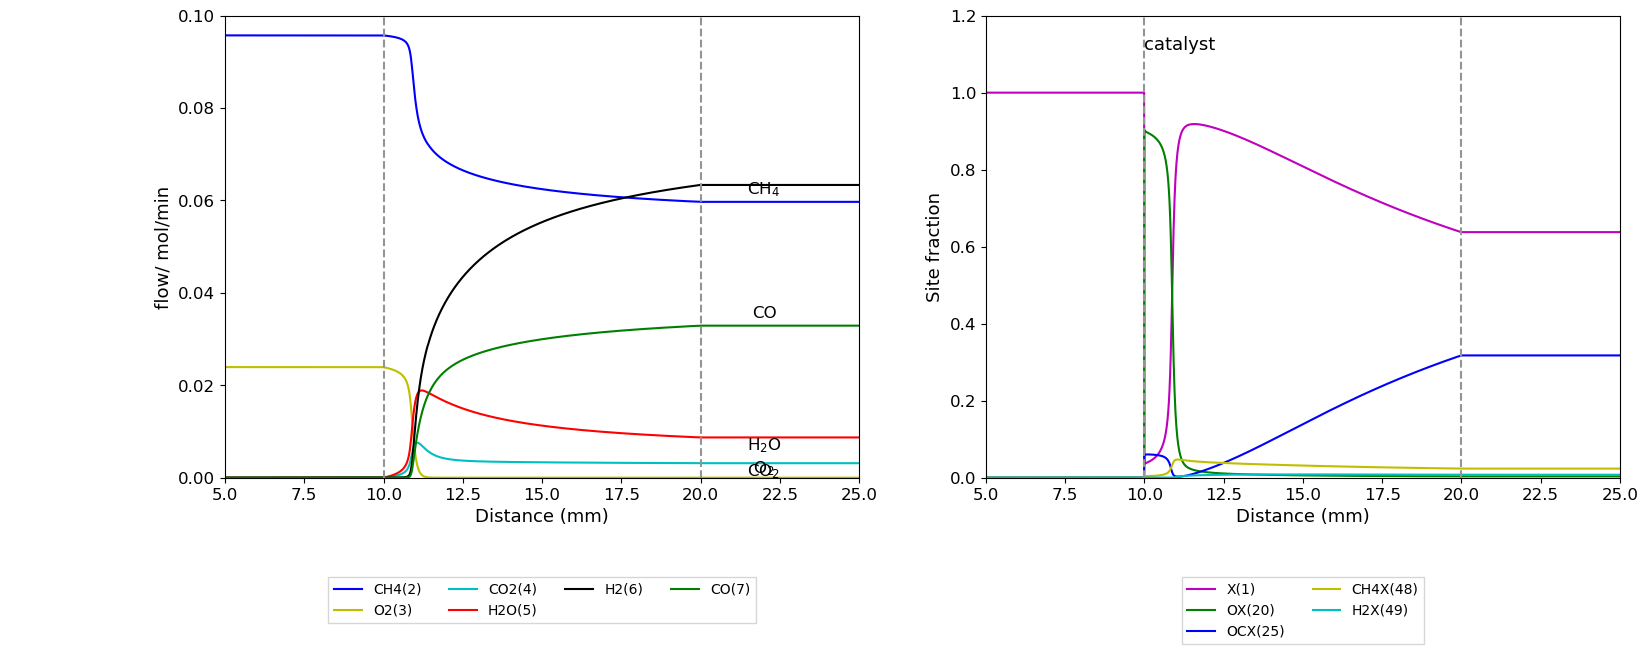 0.10
0.08
0.06
0.04
0.02
0.00
flow/ mol/min
CH₄
CO
H₂O
O₂
CO₂
5.0 7.5 10.0 12.5 15.0 17.5 20.0 22.5 25.0
Distance (mm)
CH4(2) CO2(4) H2(6) CO(7)
O2(3) H2O(5)
1.2
1.0
0.8
0.6
0.4
0.2
0.0
Site fraction
catalyst
5.0 7.5 10.0 12.5 15.0 17.5 20.0 22.5 25.0
Distance (mm)
X(1) CH4X(48)
OX(20) H2X(49)
OCX(25)